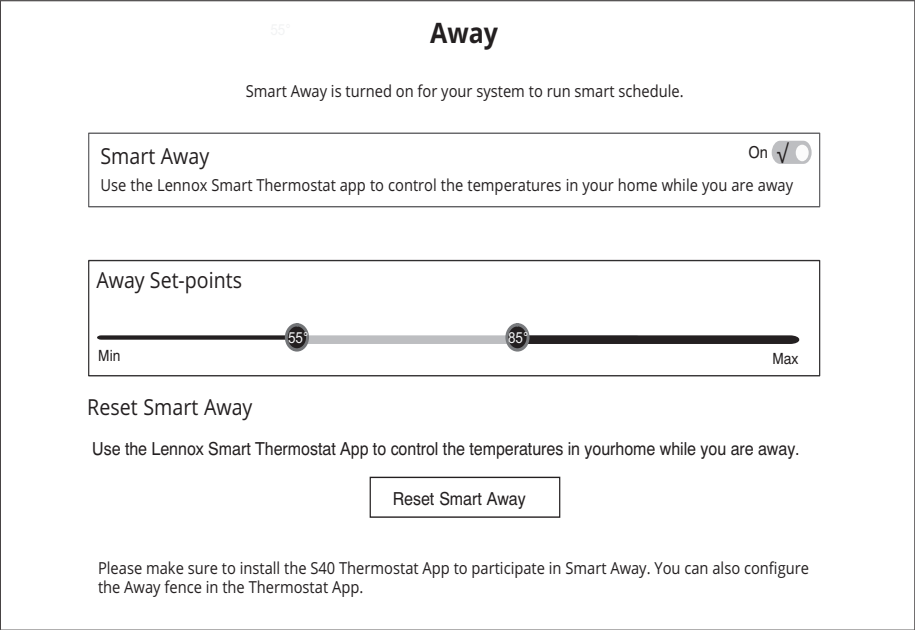 55°
Away
Smart Away is turned on for your system to run smart schedule.
Smart Away
On √
Use the Lennox Smart Thermostat app to control the temperatures in your home while you are away
Away Set-points
55° 85°
Min Max
Reset Smart Away
Use the Lennox Smart Thermostat App to control the temperatures in yourhome while you are away.
Reset Smart Away
Please make sure to install the S40 Thermostat App to participate in Smart Away. You can also configure
the Away fence in the Thermostat App.